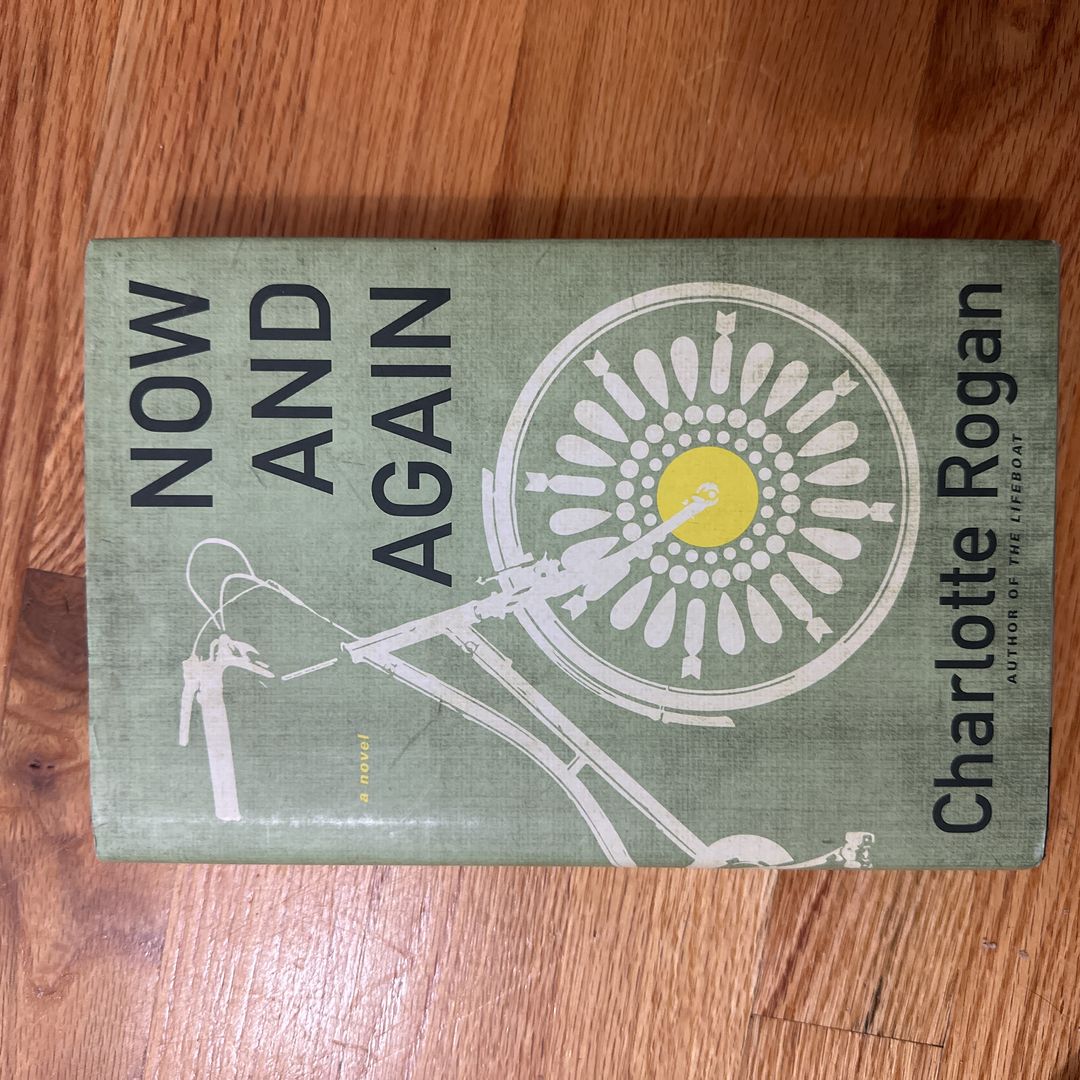 NOW
AND
AGAIN
a novel
Charlotte Rogan
AUTHOR OF THE LIFEBOAT